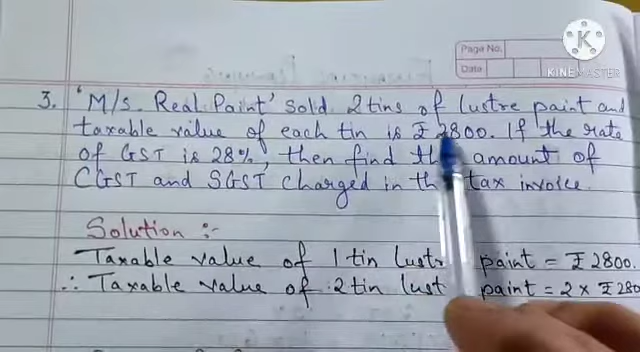 Page No.
Date
KINEMASTER
3. 'M/s. Real Paint' sold 2 tins of lustre paint and
taxable value of each tin is ₹ 2800. If the rate
of GST is 28%, then find the amount of
CGST and SGST charged in the tax invoice.
Solution :-
Taxable value of 1 tin lustre paint = ₹2800.
∴ Taxable value of 2 tin lust paint = 2 × ₹280